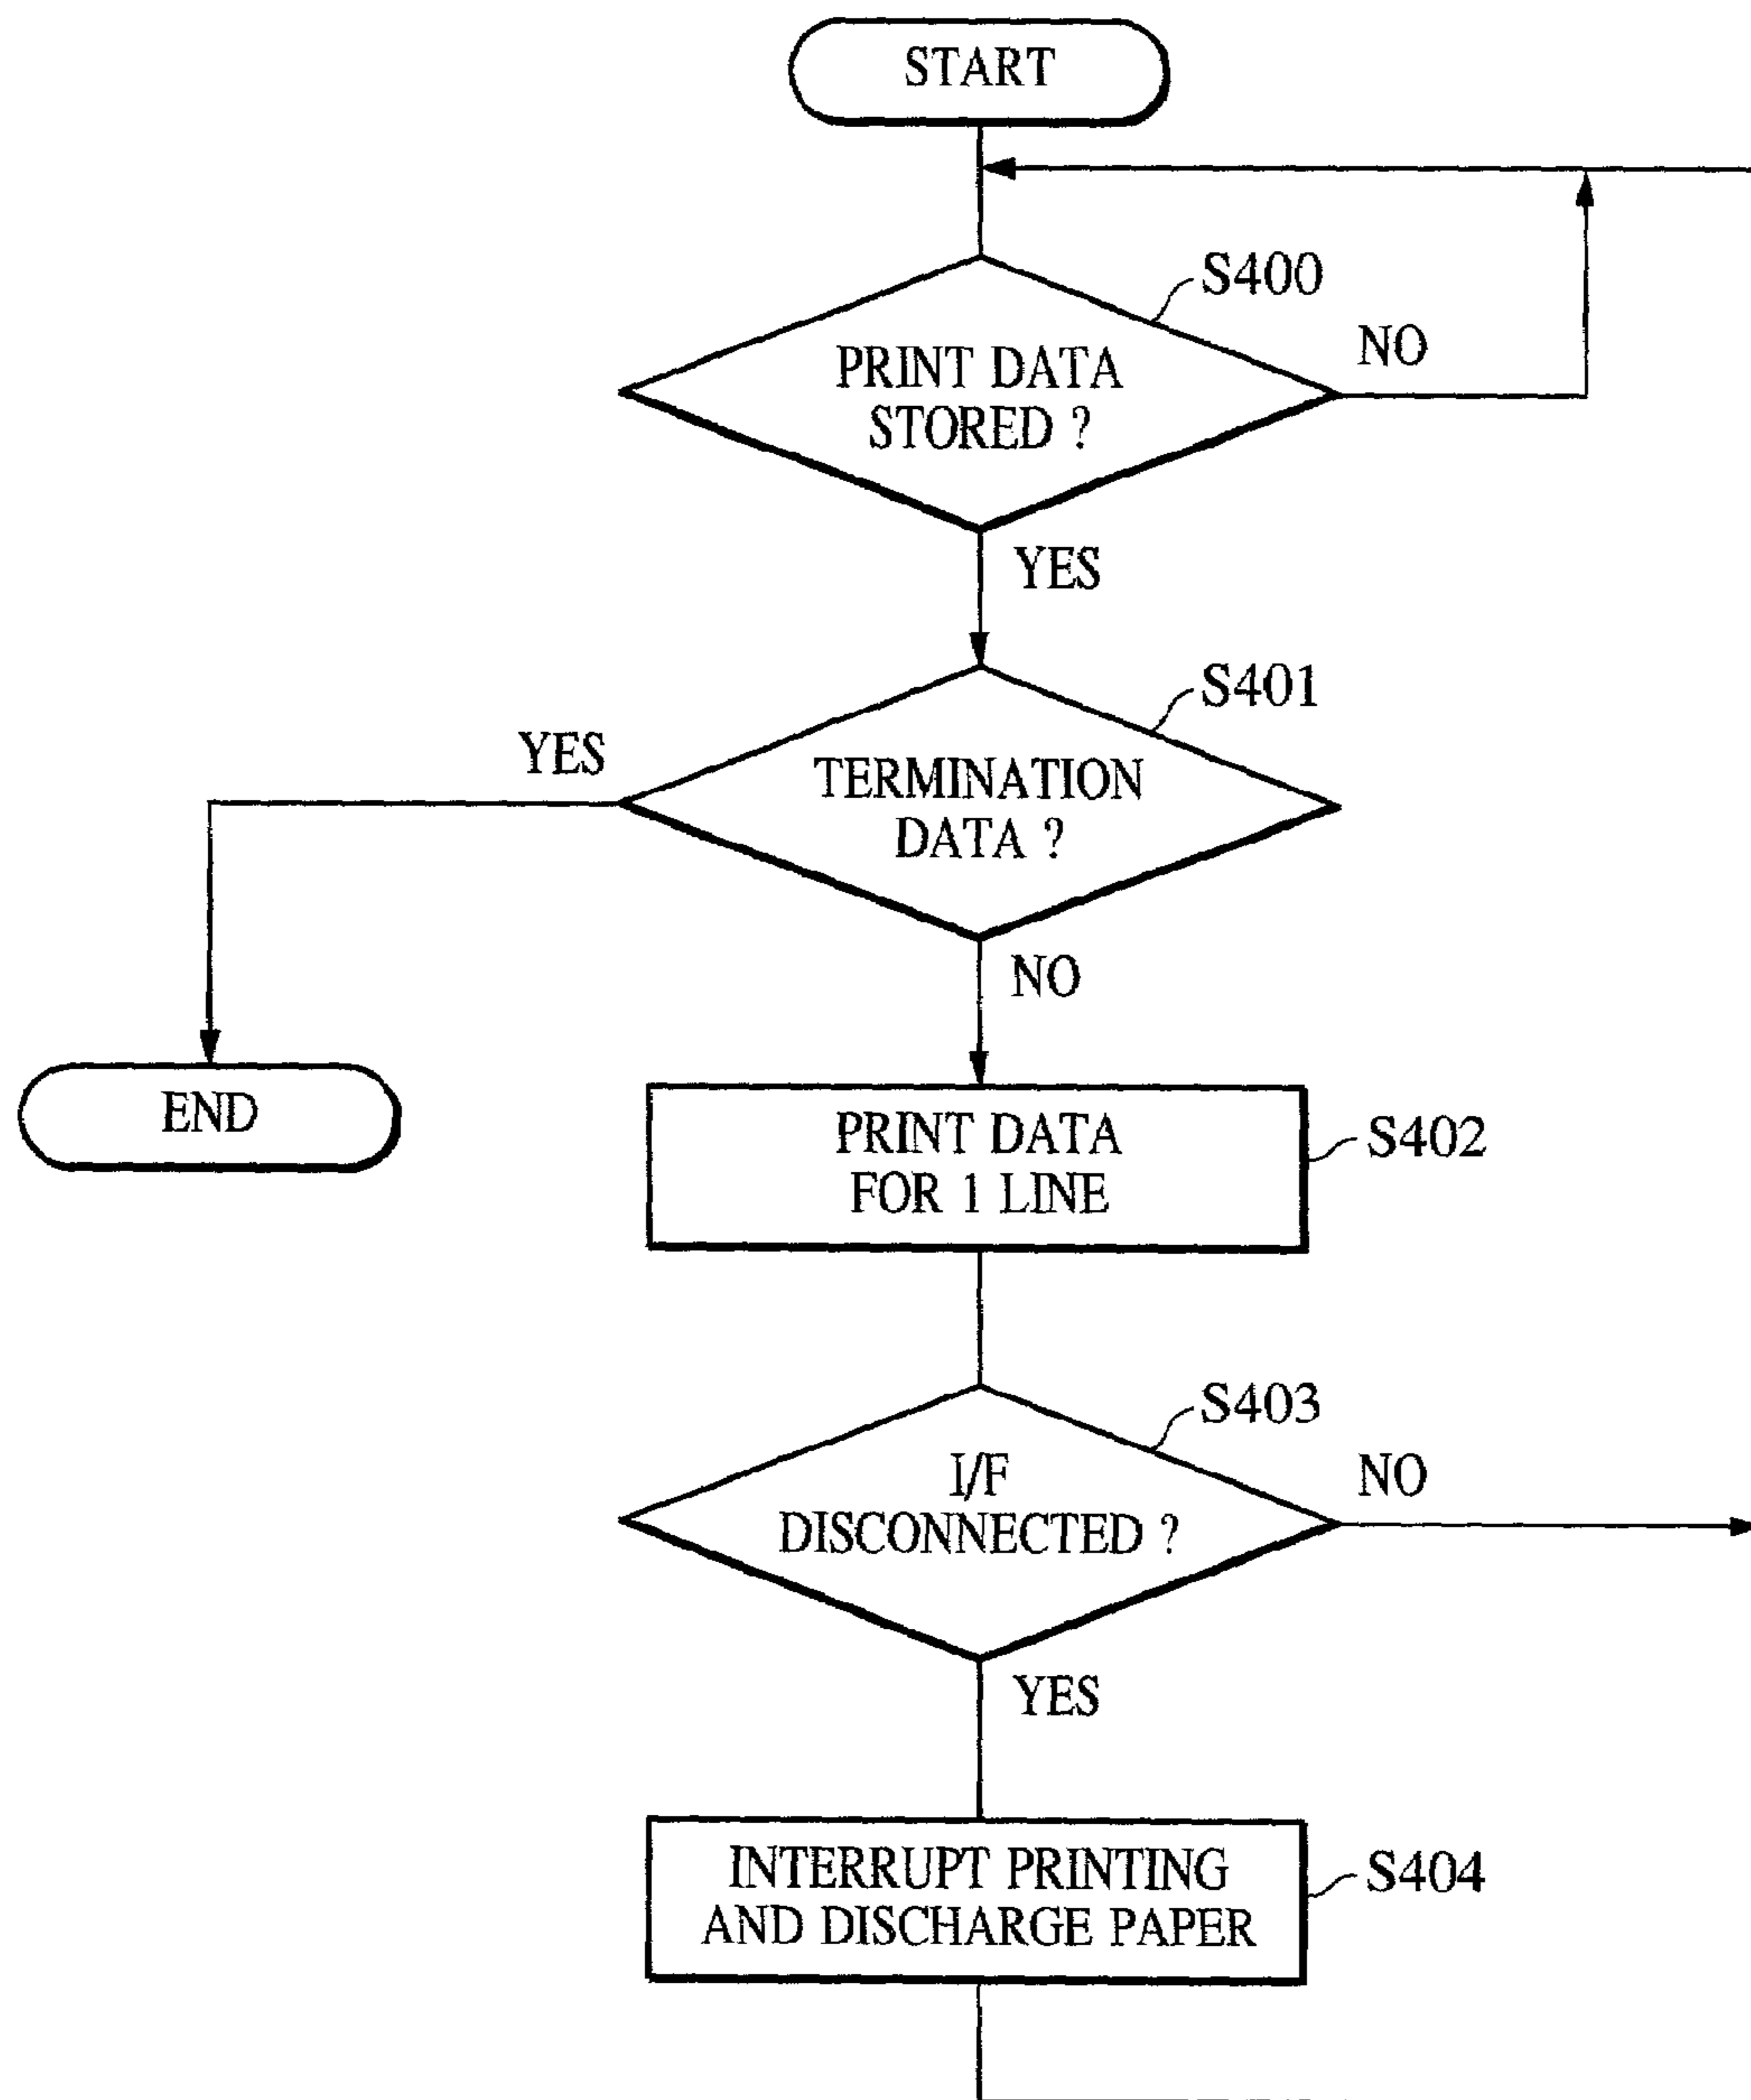 START
S400
PRINT DATA
STORED ?
NO
YES
S401
YES
TERMINATION
DATA ?
NO
END
PRINT DATA
FOR 1 LINE
S402
S403
I/F
DISCONNECTED ?
NO
YES
INTERRUPT PRINTING
AND DISCHARGE PAPER
S404